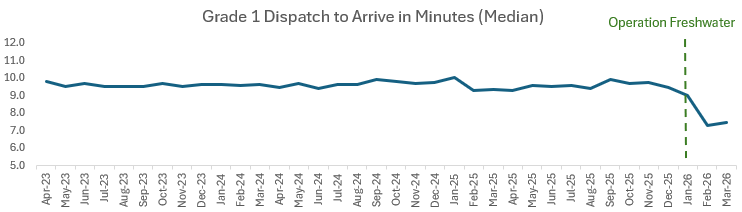 Grade 1 Dispatch to Arrive in Minutes (Median)
Operation Freshwater
12.0
11.0
10.0
9.0
8.0
7.0
6.0
5.0
Apr-23
May-23
Jun-23
Jul-23
Aug-23
Sep-23
Oct-23
Nov-23
Dec-23
Jan-24
Feb-24
Mar-24
Apr-24
May-24
Jun-24
Jul-24
Aug-24
Sep-24
Oct-24
Nov-24
Dec-24
Jan-25
Feb-25
Mar-25
Apr-25
May-25
Jun-25
Jul-25
Aug-25
Sep-25
Oct-25
Nov-25
Dec-25
Jan-26
Feb-26
Mar-26